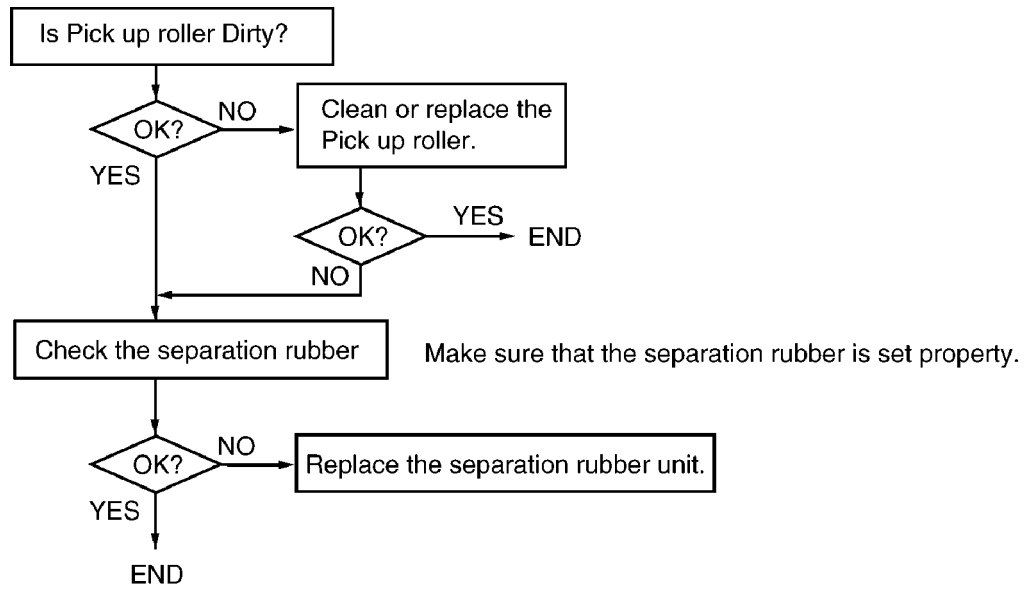 Is Pick up roller Dirty?
OK?
NO
YES
Clean or replace the
Pick up roller.
OK?
YES
END
NO
Check the separation rubber
Make sure that the separation rubber is set property.
OK?
NO
Replace the separation rubber unit.
YES
END